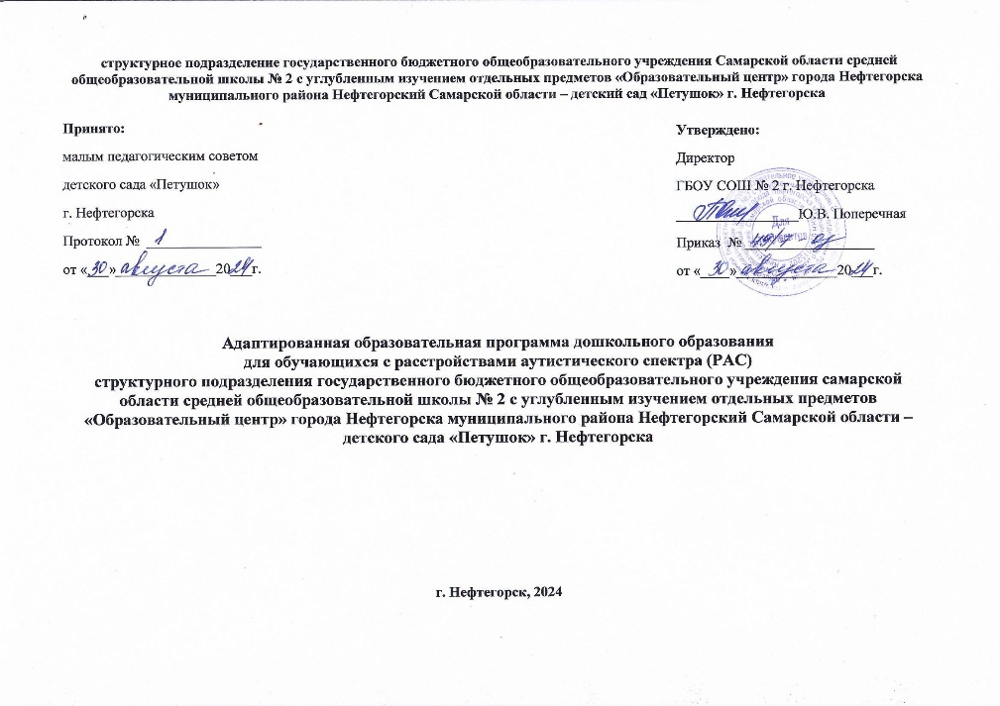 структурное подразделение государственного бюджетного общеобразовательного учреждения Самарской области средней
общеобразовательной школы № 2 с углубленным изучением отдельных предметов «Образовательный центр» города Нефтегорска
муниципального района Нефтегорский Самарской области – детский сад «Петушок» г. Нефтегорска
Принято:
малым педагогическим советом
детского сада «Петушок»
г. Нефтегорска
Протокол № 1
от «30» августа 2024 г.
Утверждено:
Директор
ГБОУ СОШ № 2 г. Нефтегорска
Ю.В. Поперечная
Приказ №
от «30» августа 2024 г.
Для
Адаптированная образовательная программа дошкольного образования
для обучающихся с расстройствами аутистического спектра (РАС)
структурного подразделения государственного бюджетного общеобразовательного учреждения самарской
области средней общеобразовательной школы № 2 с углубленным изучением отдельных предметов
«Образовательный центр» города Нефтегорска муниципального района Нефтегорский Самарской области –
детского сада «Петушок» г. Нефтегорска
г. Нефтегорск, 2024